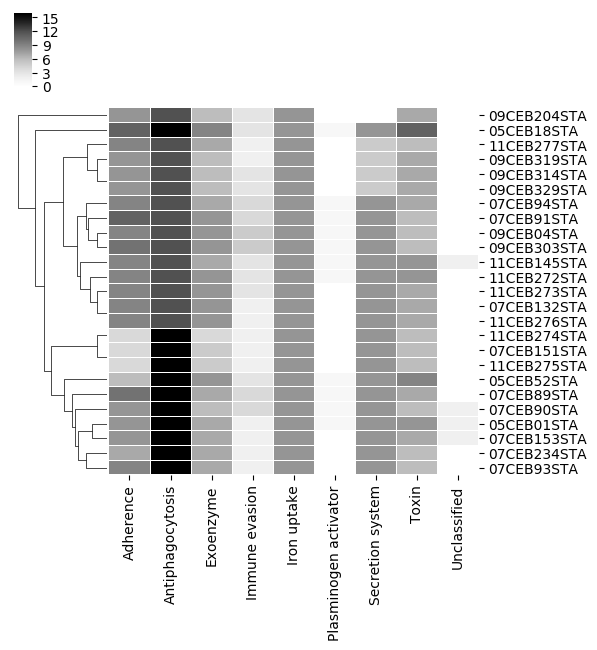 15
12
9
6
3
0
09CEB204STA
05CEB18STA
11CEB277STA
09CEB319STA
09CEB314STA
09CEB329STA
07CEB94STA
07CEB91STA
09CEB04STA
09CEB303STA
11CEB145STA
11CEB272STA
11CEB273STA
07CEB132STA
11CEB276STA
11CEB274STA
07CEB151STA
11CEB275STA
05CEB52STA
07CEB89STA
07CEB90STA
05CEB01STA
07CEB153STA
07CEB234STA
07CEB93STA
Adherence
Antiphagocytosis
Exoenzyme
Immune evasion
Iron uptake
Plasminogen activator
Secretion system
Toxin
Unclassified